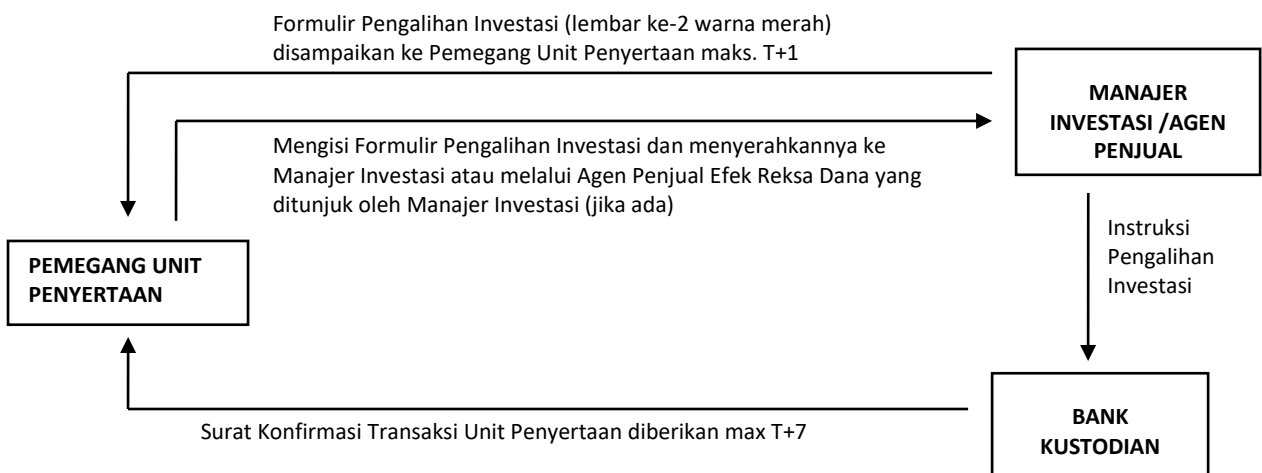 Formulir Pengalihan Investasi (lembar ke-2 warna merah)
disampaikan ke Pemegang Unit Penyertaan maks. T+1
MANAJER
INVESTASI /AGEN
PENJUAL
Mengisi Formulir Pengalihan Investasi dan menyerahkannya ke
Manajer Investasi atau melalui Agen Penjual Efek Reksa Dana yang
ditunjuk oleh Manajer Investasi (jika ada)
Instruksi
Pengalihan
Investasi
PEMEGANG UNIT
PENYERTAAN
Surat Konfirmasi Transaksi Unit Penyertaan diberikan max T+7
BANK
KUSTODIAN